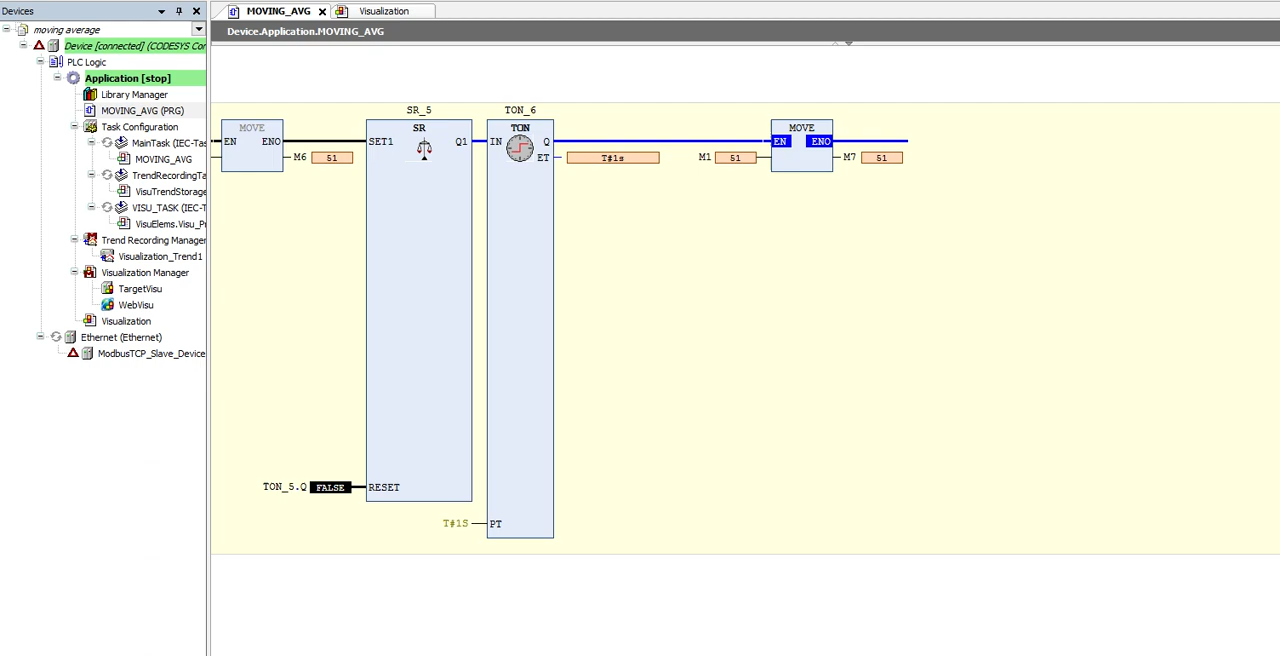 Devices
moving average
Device [connected] (CODESYS Cor
PLC Logic
Application [stop]
Library Manager
MOVING_AVG (PRG)
Task Configuration
MainTask (IEC-Tas
MOVING_AVG
TrendRecordingTa
VisuTrendStorage
VISU_TASK (IEC-T
VisuElems.Visu_Pr
Trend Recording Manager
Visualization_Trend1
Visualization Manager
TargetVisu
WebVisu
Visualization
Ethernet (Ethernet)
ModbusTCP_Slave_Device
MOVING_AVG Visualization
Device.Application.MOVING_AVG
SR_5 TON_6
MOVE SR TON MOVE
EN ENO SET1 Q1 IN Q EN ENO
M6 51 ET T#1s M1 51 M7 51
TON_5.Q FALSE RESET
T#1S PT